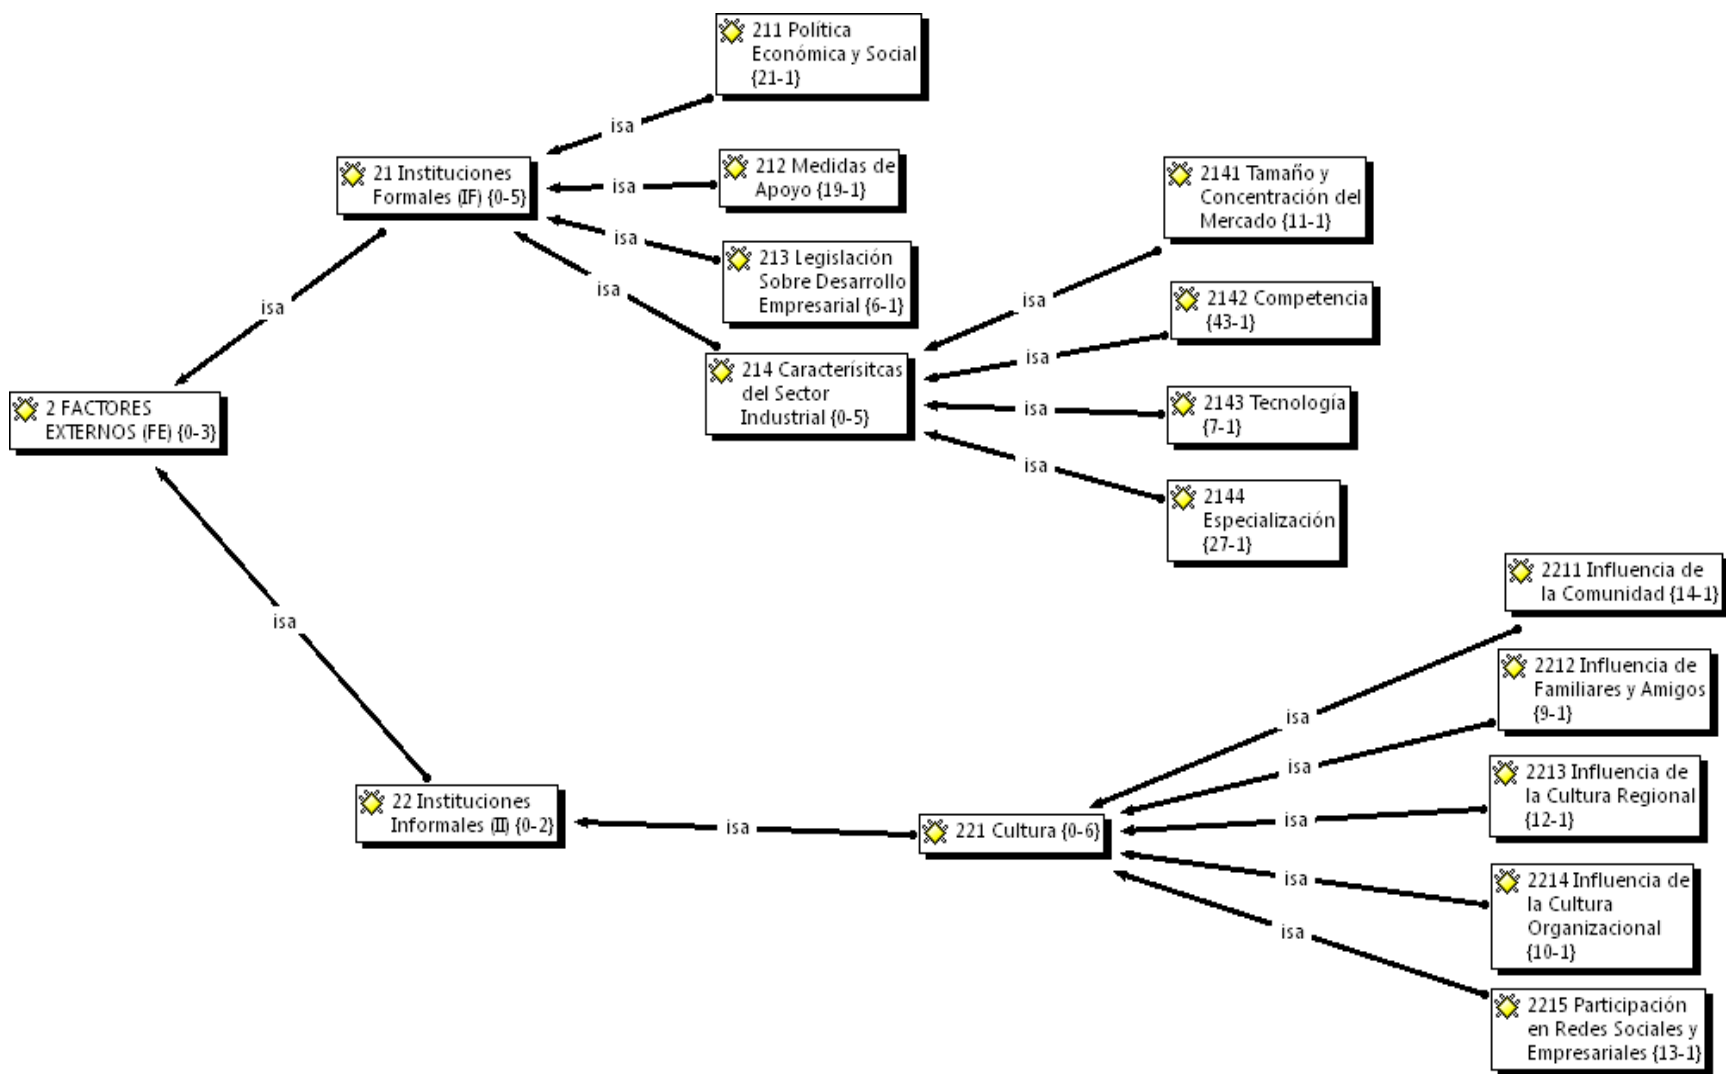 211 Política
Económica y Social
{21-1}
isa
21 Instituciones
Formales (IF) {0-5}
isa
212 Medidas de
Apoyo {19-1}
isa
213 Legislación
Sobre Desarrollo
Empresarial {6-1}
isa
214 Caracterísitcas
del Sector
Industrial {0-5}
2141 Tamaño y
Concentración del
Mercado {11-1}
isa
2142 Competencia
{43-1}
isa
2143 Tecnología
{7-1}
isa
2144
Especialización
{27-1}
isa
isa
2 FACTORES
EXTERNOS (FE) {0-3}
isa
22 Instituciones
Informales (II) {0-2}
isa
221 Cultura {0-6}
2211 Influencia de
la Comunidad {14-1}
isa
2212 Influencia de
Familiares y Amigos
{9-1}
isa
2213 Influencia de
la Cultura Regional
{12-1}
isa
2214 Influencia de
la Cultura
Organizacional
{10-1}
isa
2215 Participación
en Redes Sociales y
Empresariales {13-1}
isa